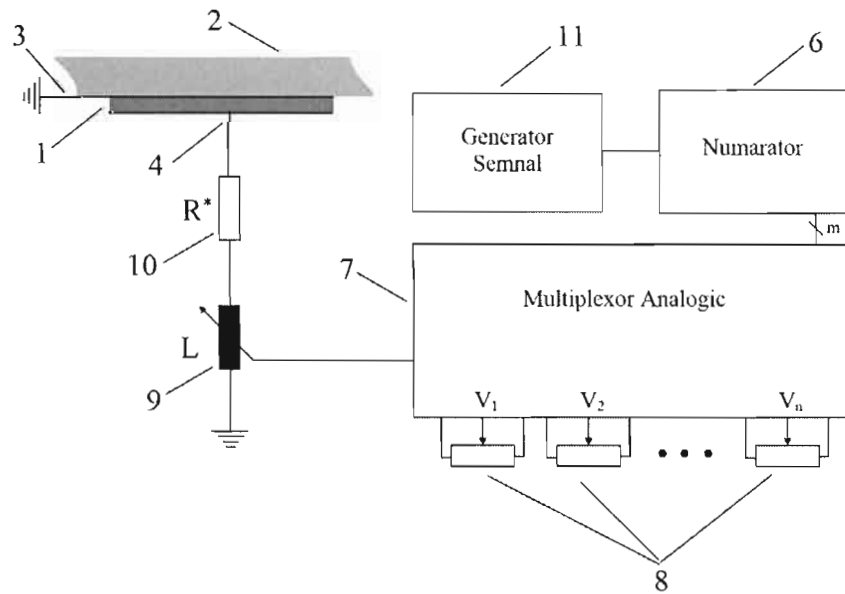 2
3
11
6
1
4
Generator
Semnal
Numarator
R*
m
10
7
Multiplexor Analogic
L
9
V1
V2
Vn
8